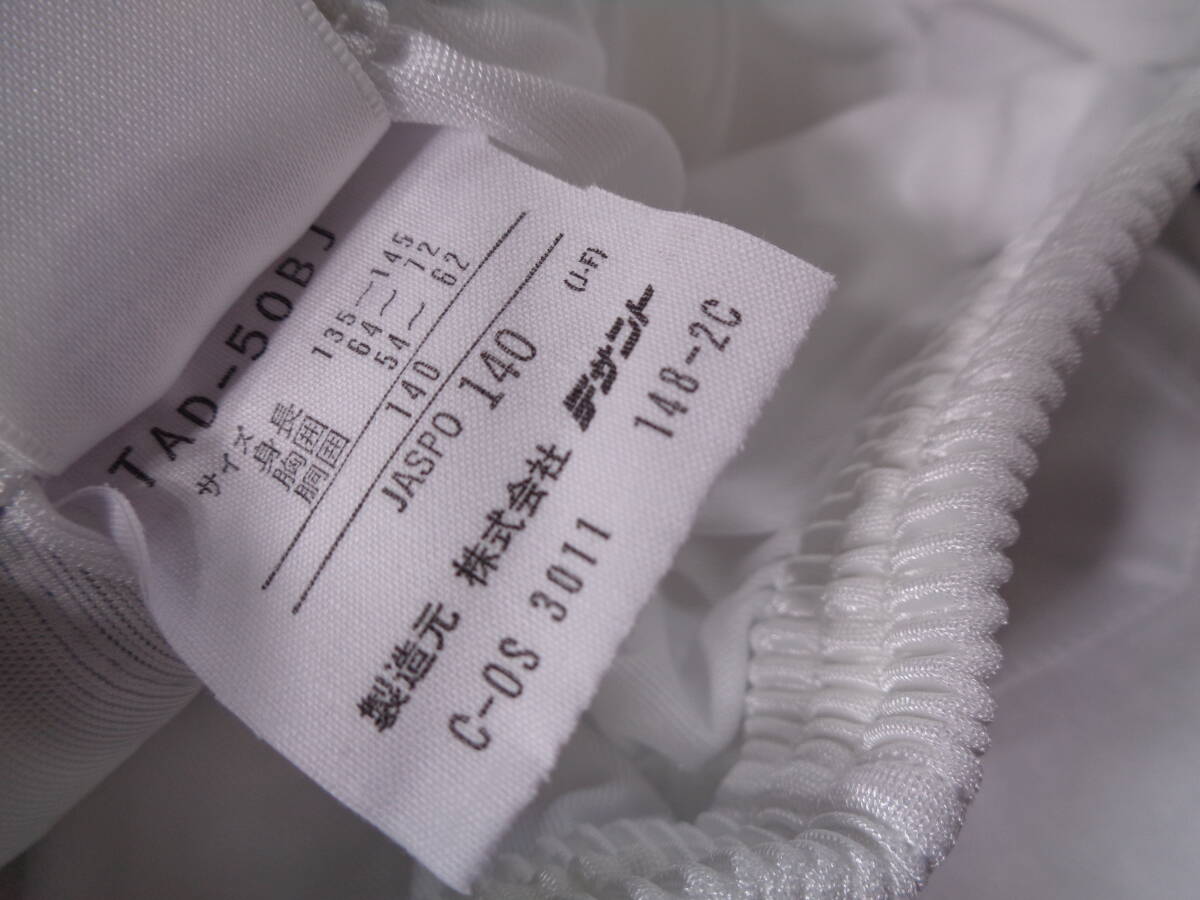 TAD-50BJ
サイズ
身長 135〜145
胸囲 64〜72
胴囲 54〜62
140
JASPO 140 (J-F)
製造元 株式会社 デサント
C-OS 3011 148-2C